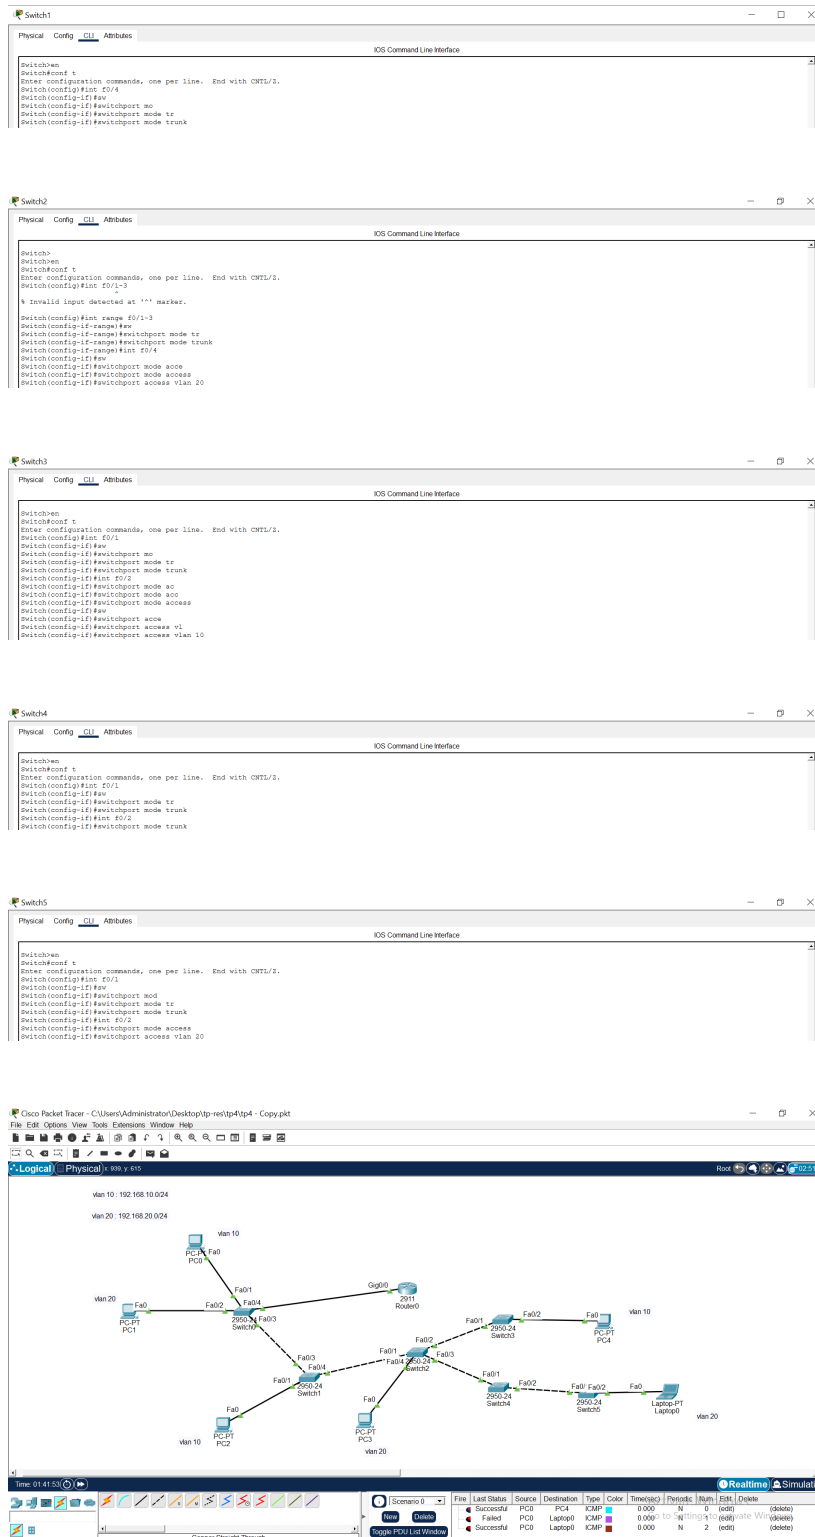 Switch1
Physical Config CLI Attributes
IOS Command Line Interface
Switch>en
Switch#conf t
Enter configuration commands, one per line. End with CNTL/Z.
Switch(config)#int f0/4
Switch(config-if)#sw
Switch(config-if)#switchport mo
Switch(config-if)#switchport mode tr
Switch(config-if)#switchport mode trunk
Switch2
Physical Config CLI Attributes
IOS Command Line Interface
Switch>
Switch>en
Switch#conf t
Enter configuration commands, one per line. End with CNTL/Z.
Switch(config)#int f0/1-3
^
% Invalid input detected at '^' marker.
Switch(config)#int range f0/1-3
Switch(config-if-range)#sw
Switch(config-if-range)#switchport mode tr
Switch(config-if-range)#switchport mode trunk
Switch(config-if-range)#int f0/4
Switch(config-if)#sw
Switch(config-if)#switchport mode acce
Switch(config-if)#switchport mode access
Switch(config-if)#switchport access vlan 20
Switch3
Physical Config CLI Attributes
IOS Command Line Interface
Switch>en
Switch#conf t
Enter configuration commands, one per line. End with CNTL/Z.
Switch(config)#int f0/1
Switch(config-if)#sw
Switch(config-if)#switchport mo
Switch(config-if)#switchport mode tr
Switch(config-if)#switchport mode trunk
Switch(config-if)#int f0/2
Switch(config-if)#switchport mode ac
Switch(config-if)#switchport mode acc
Switch(config-if)#switchport mode access
Switch(config-if)#sw
Switch(config-if)#switchport acce
Switch(config-if)#switchport access vl
Switch(config-if)#switchport access vlan 10
Switch4
Physical Config CLI Attributes
IOS Command Line Interface
Switch>en
Switch#conf t
Enter configuration commands, one per line. End with CNTL/Z.
Switch(config)#int f0/1
Switch(config-if)#sw
Switch(config-if)#switchport mode tr
Switch(config-if)#switchport mode trunk
Switch(config-if)#int f0/2
Switch(config-if)#switchport mode trunk
Switch5
Physical Config CLI Attributes
IOS Command Line Interface
Switch>en
Switch#conf t
Enter configuration commands, one per line. End with CNTL/Z.
Switch(config)#int f0/1
Switch(config-if)#sw
Switch(config-if)#switchport mod
Switch(config-if)#switchport mode tr
Switch(config-if)#switchport mode trunk
Switch(config-if)#int f0/2
Switch(config-if)#switchport mode access
Switch(config-if)#switchport access vlan 20
Cisco Packet Tracer - C:\Users\Administrator\Desktop\tp-res\tp4\tp4 - Copy.pkt
File Edit Options View Tools Extensions Window Help
Logical Physical x: 939, y: 615 Root 02:51
vlan 10 : 192.168.10.0/24
vlan 20 : 192.168.20.0/24
vlan 10
PC-PT Fa0
PC0
Gig0/0
2911
Router0
Fa0/1
vlan 20
Fa0 Fa0/2 Fa0/4
PC-PT
PC1
2950-24 Fa0/3
Switch0
Fa0/1 Fa0/2 Fa0 vlan 10
2950-24
Switch3
PC-PT
PC4
Fa0/2
Fa0/3 Fa0/1
Fa0/4 Fa0/4 2950-24 Fa0/3
Switch2
Fa0/1 2950-24
Switch1
Fa0/1
Fa0/2 Fa0/ Fa0/2 Fa0
2950-24
Switch4
2950-24
Switch5
Laptop-PT
Laptop0
vlan 20
Fa0
PC-PT
PC2
vlan 10
Fa0
PC-PT
PC3
vlan 20
Time: 01:41:53 Realtime Simulati
Scenario 0
New Delete
Toggle PDU List Window
Fire Last Status Source Destination Type Color Time(sec) Periodic Num Edit Delete
Successful PC0 PC4 ICMP 0.000 N 0 (edit) (delete)
Failed PC0 Laptop0 ICMP 0.000 N 1 (edit) (delete)
Successful PC0 Laptop0 ICMP 0.000 N 2 (edit) (delete)
Copper Straight-Through